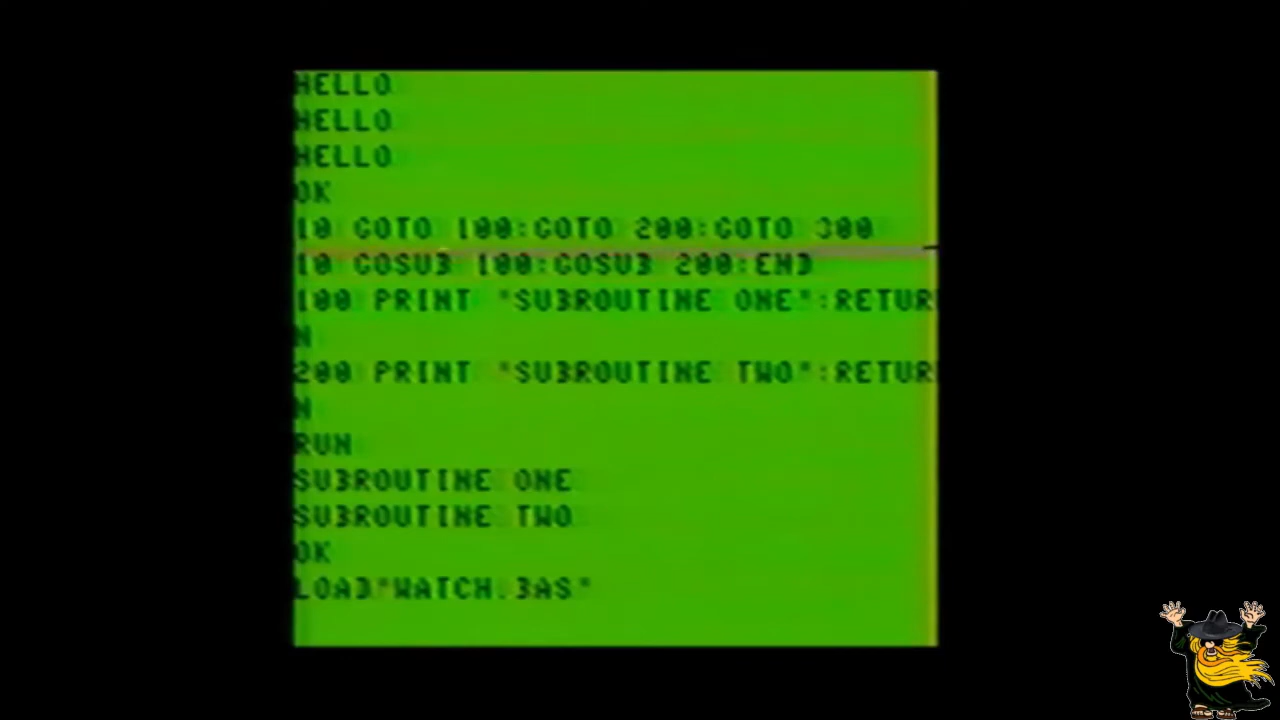 HELLO
HELLO
HELLO
OK
10 GOTO 100:GOTO 200:GOTO 300
10 GOSUB 100:GOSUB 200:END
100 PRINT "SUBROUTINE ONE":RETUR
N
200 PRINT "SUBROUTINE TWO":RETUR
N
RUN
SUBROUTINE ONE
SUBROUTINE TWO
OK
LOAD"WATCH.BAS"